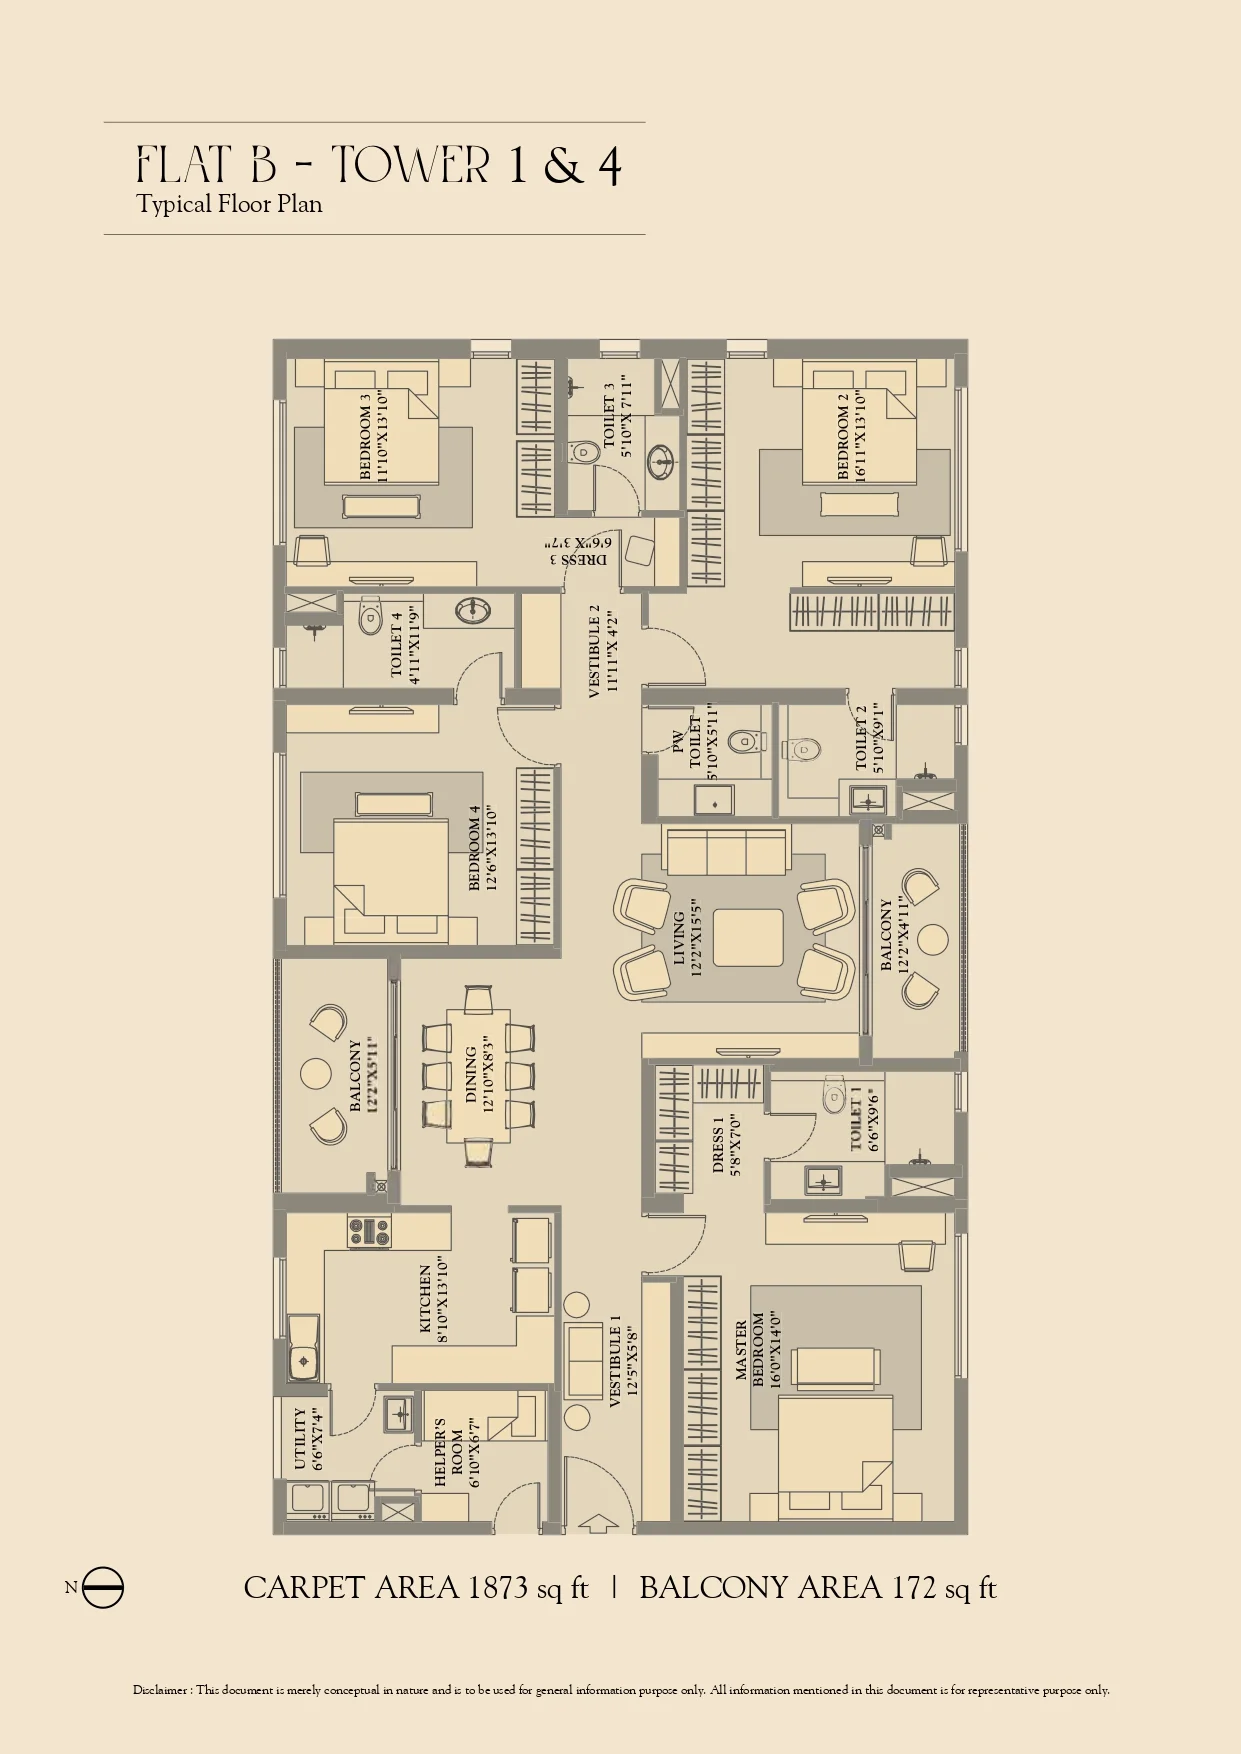 FLAT B - TOWER 1 & 4
Typical Floor Plan
BEDROOM 3
11'10"X13'10"
TOILET 3
5'10"X 7'11"
BEDROOM 2
16'11"X13'10"
DRESS 3
6'6"X 3'7"
TOILET 4
4'11"X11'9"
VESTIBULE 2
11'11"X 4'2"
PW
TOILET
5'10"X5'11"
TOILET 2
5'10"X9'1"
BEDROOM 4
12'6"X13'10"
LIVING
12'2"X15'5"
BALCONY
12'2"X4'11"
BALCONY
12'2"X5'11"
DINING
12'10"X8'3"
DRESS 1
5'8"X7'0"
TOILET 1
6'6"X9'6"
KITCHEN
8'10"X13'10"
VESTIBULE 1
12'5"X5'8"
MASTER
BEDROOM
16'0"X14'0"
UTILITY
6'6"X7'4"
HELPER'S
ROOM
6'10"X6'7"
N
CARPET AREA 1873 sq ft | BALCONY AREA 172 sq ft
Disclaimer : This document is merely conceptual in nature and is to be used for general information purpose only. All information mentioned in this document is for representative purpose only.